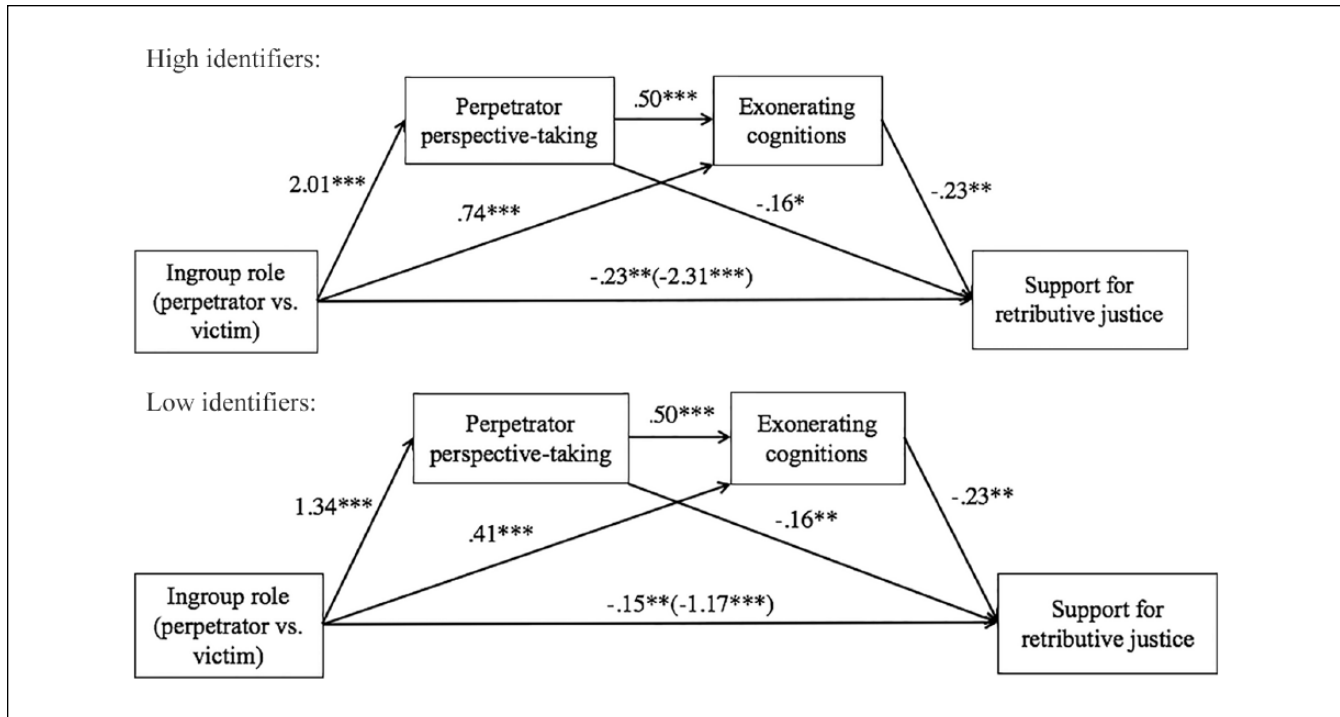 High identifiers:
Perpetrator
perspective-taking
.50***
Exonerating
cognitions
2.01***
.74***
-.16*
-.23**
Ingroup role
(perpetrator vs.
victim)
-.23**(-2.31***)
Support for
retributive justice
Low identifiers:
Perpetrator
perspective-taking
.50***
Exonerating
cognitions
1.34***
.41***
-.16**
-.23**
Ingroup role
(perpetrator vs.
victim)
-.15**(-1.17***)
Support for
retributive justice